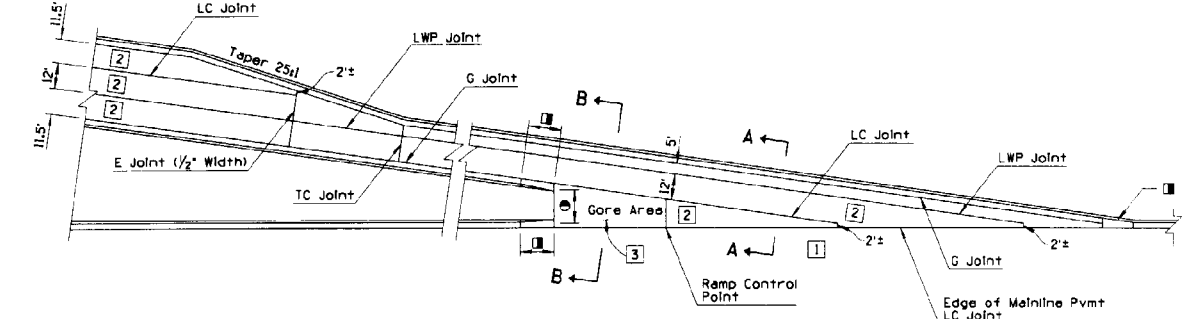 11.5'
LC Joint
LWP Joint
Taper 25:1
2'±
G Joint
12'
2
2
2
11.5'
E Joint (1/2" Width)
TC Joint
B
A
5'
12'
LC Joint
LWP Joint
Gore Area
2
2
3
B
A
1
2'±
2'±
G Joint
Ramp Control
Point
Edge of Mainline Pvmt
LC Joint